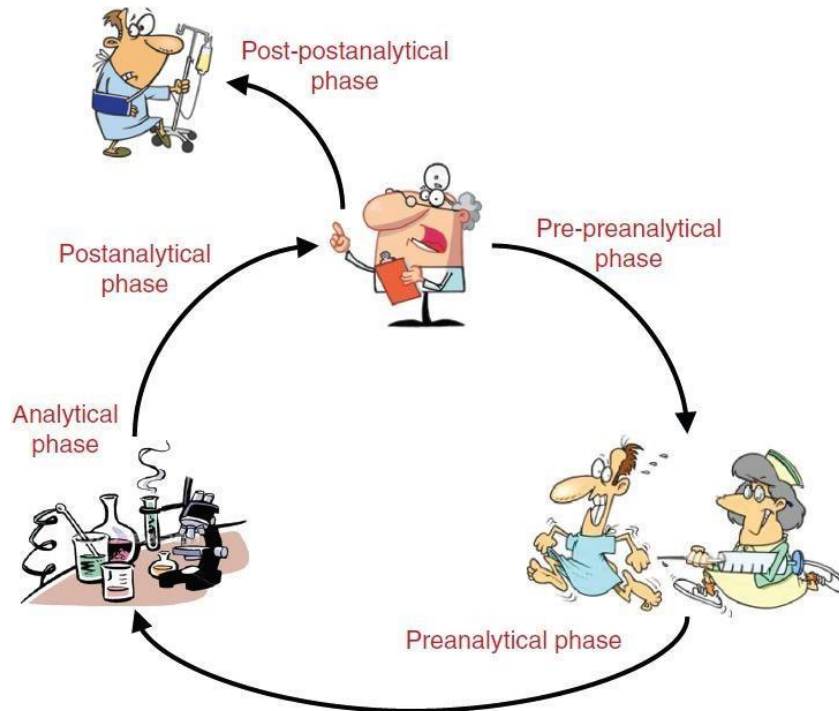 Post-postanalytical
phase
Pre-preanalytical
phase
Postanalytical
phase
Analytical
phase
Preanalytical phase